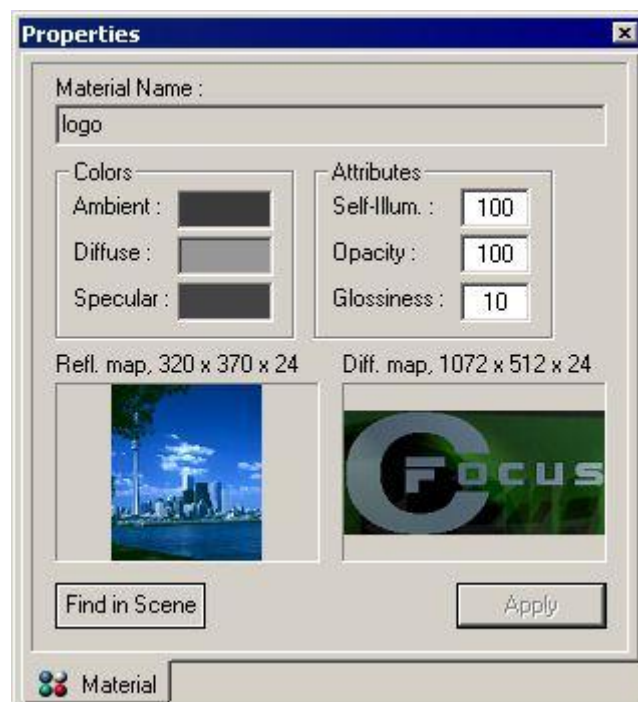 Properties
Material Name :
logo
Colors
Ambient :
Diffuse :
Specular :
Attributes
Self-Illum. : 100
Opacity : 100
Glossiness : 10
Refl. map, 320 x 370 x 24
Diff. map, 1072 x 512 x 24
C FOCUS
Find in Scene
Apply
Material